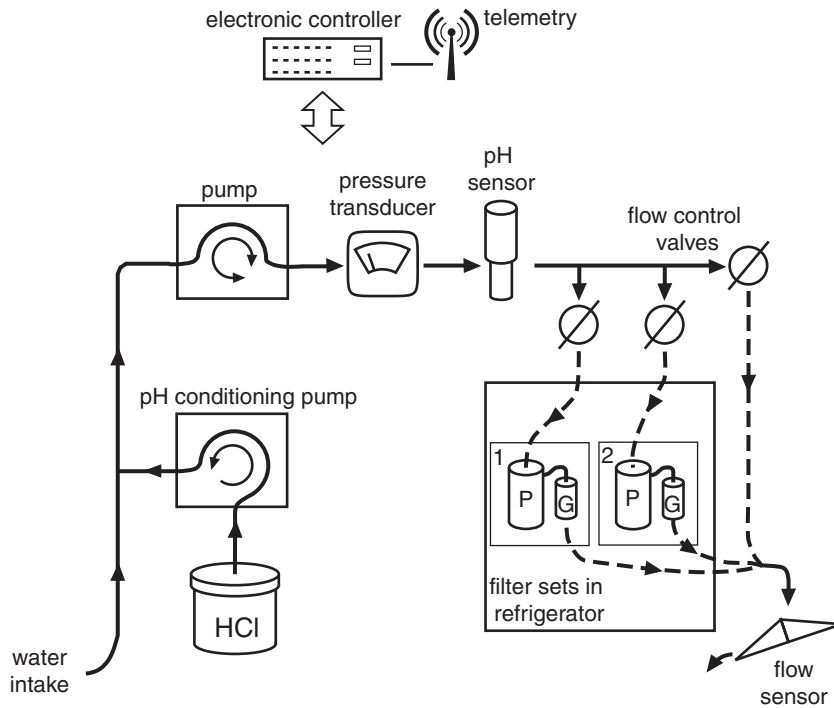 electronic controller
telemetry
pump
pressure
transducer
pH
sensor
flow control
valves
pH conditioning pump
HCl
water
intake
1
P
G
2
P
G
filter sets in
refrigerator
flow
sensor